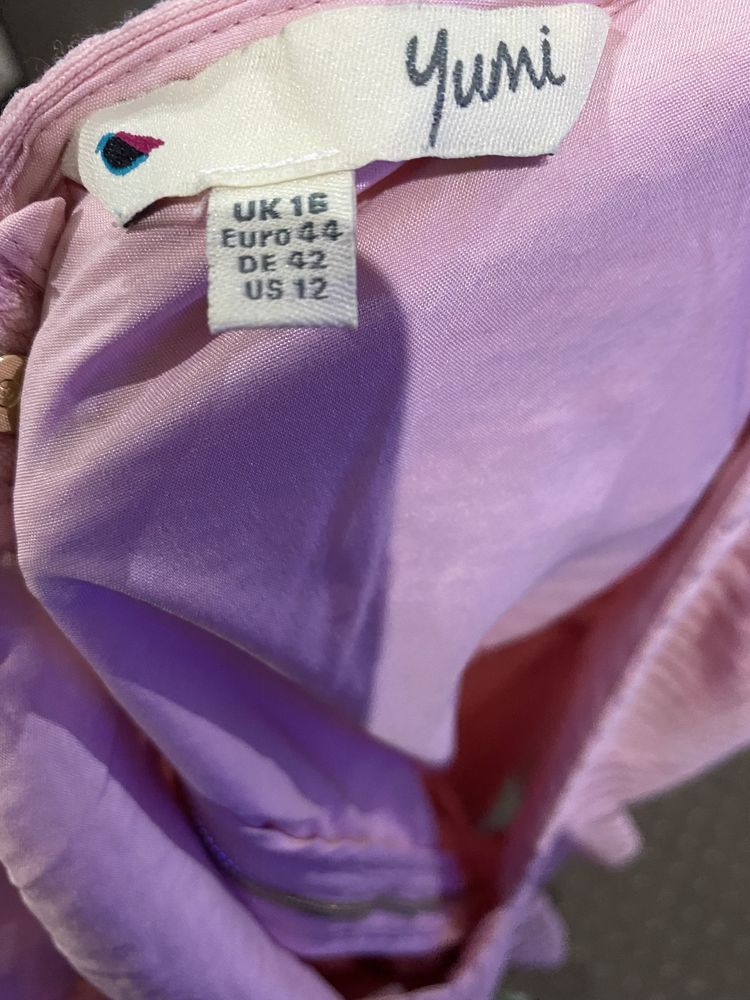 Yumi
UK 16
Euro 44
DE 42
US 12